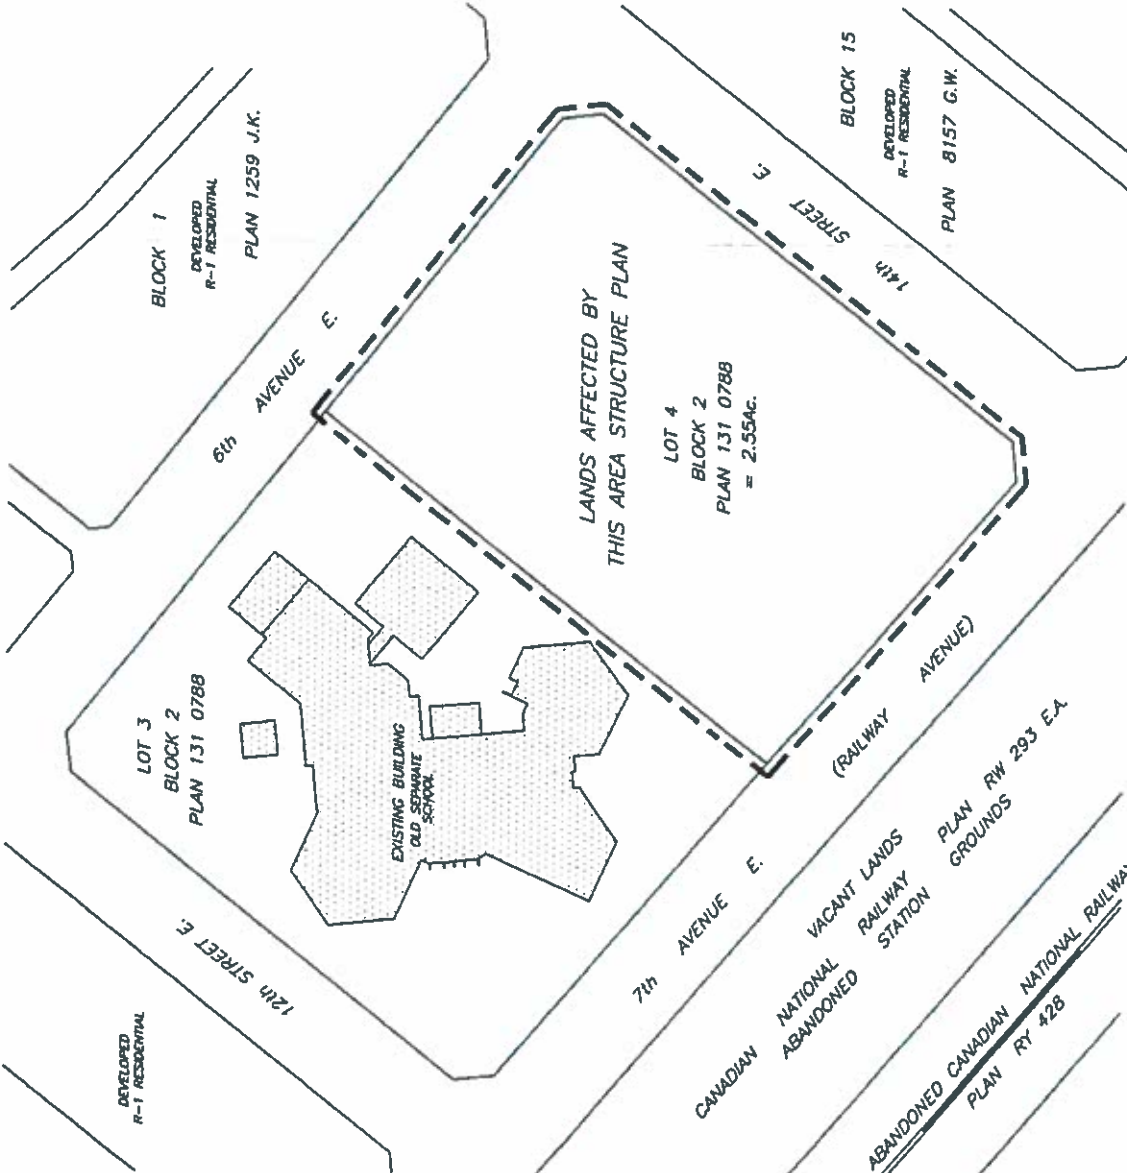 BLOCK 1
DEVELOPED
R-1 RESIDENTIAL
PLAN 1259 J.K.
BLOCK 15
DEVELOPED
R-1 RESIDENTIAL
PLAN 8157 G.W.
6th AVENUE E.
14th STREET E.
LANDS AFFECTED BY
THIS AREA STRUCTURE PLAN
LOT 4
BLOCK 2
PLAN 131 0788
= 2.55Ac.
LOT 3
BLOCK 2
PLAN 131 0788
EXISTING BUILDING
OLD SEPARATE
SCHOOL
12th STREET E.
DEVELOPED
R-1 RESIDENTIAL
7th AVENUE E. (RAILWAY AVENUE)
VACANT LANDS
CANADIAN NATIONAL RAILWAY PLAN RW 293 E.A.
ABANDONED STATION GROUNDS
ABANDONED CANADIAN NATIONAL RAILWAY
PLAN RY 428